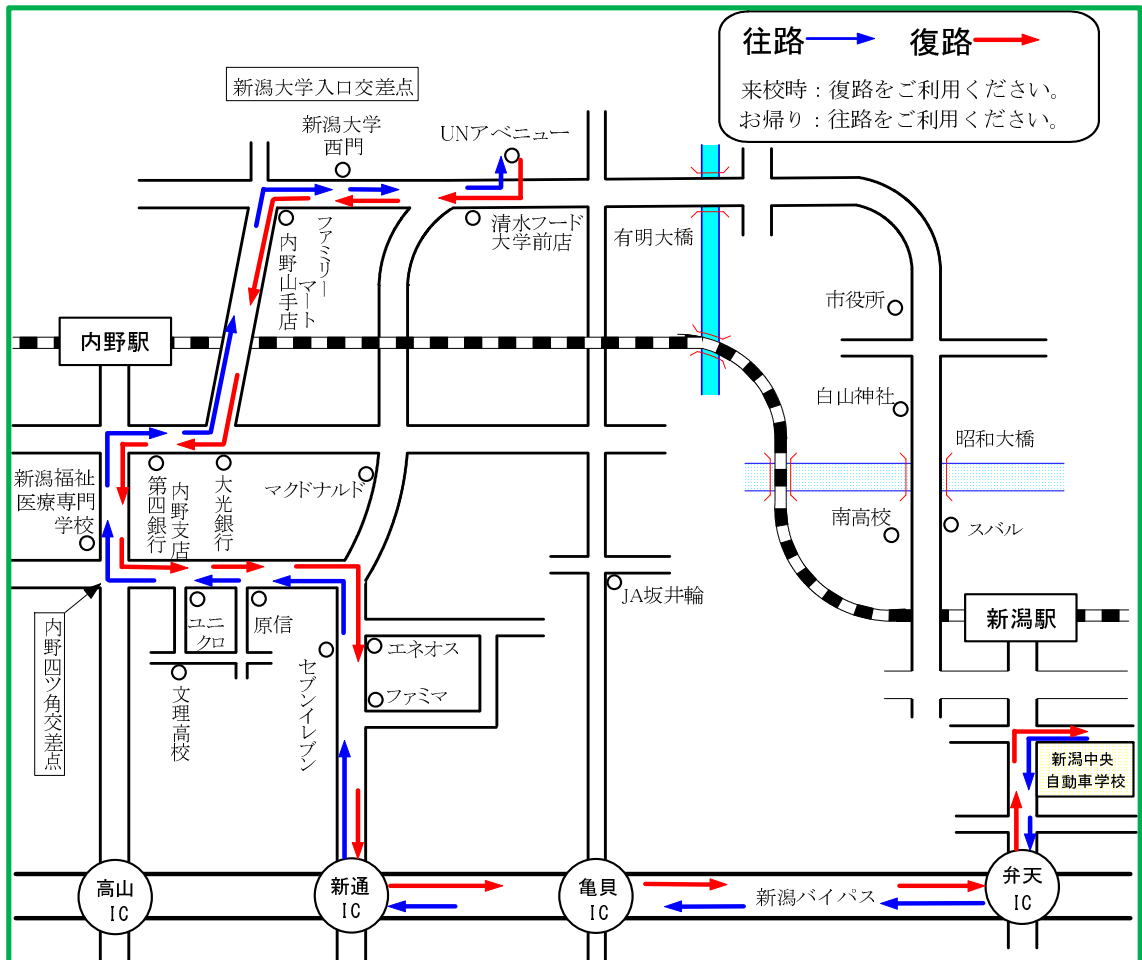 往路 復路
来校時：復路をご利用ください。
お帰り：往路をご利用ください。
新潟大学入口交差点
新潟大学
西門
UNアベニュー
ファミリー
マート
内野山手店
清水フード
大学前店
有明大橋
市役所
内野駅
白山神社
昭和大橋
新潟福祉
医療専門
学校
第四銀行
内野支店
大光銀行
マクドナルド
南高校
スバル
JA坂井輪
ユニ
クロ
原信
新潟駅
内野四ツ角交差点
文理高校
セブンイレブン
エネオス
ファミマ
新潟中央
自動車学校
高山
IC
新通
IC
亀貝
IC
新潟バイパス
弁天
IC